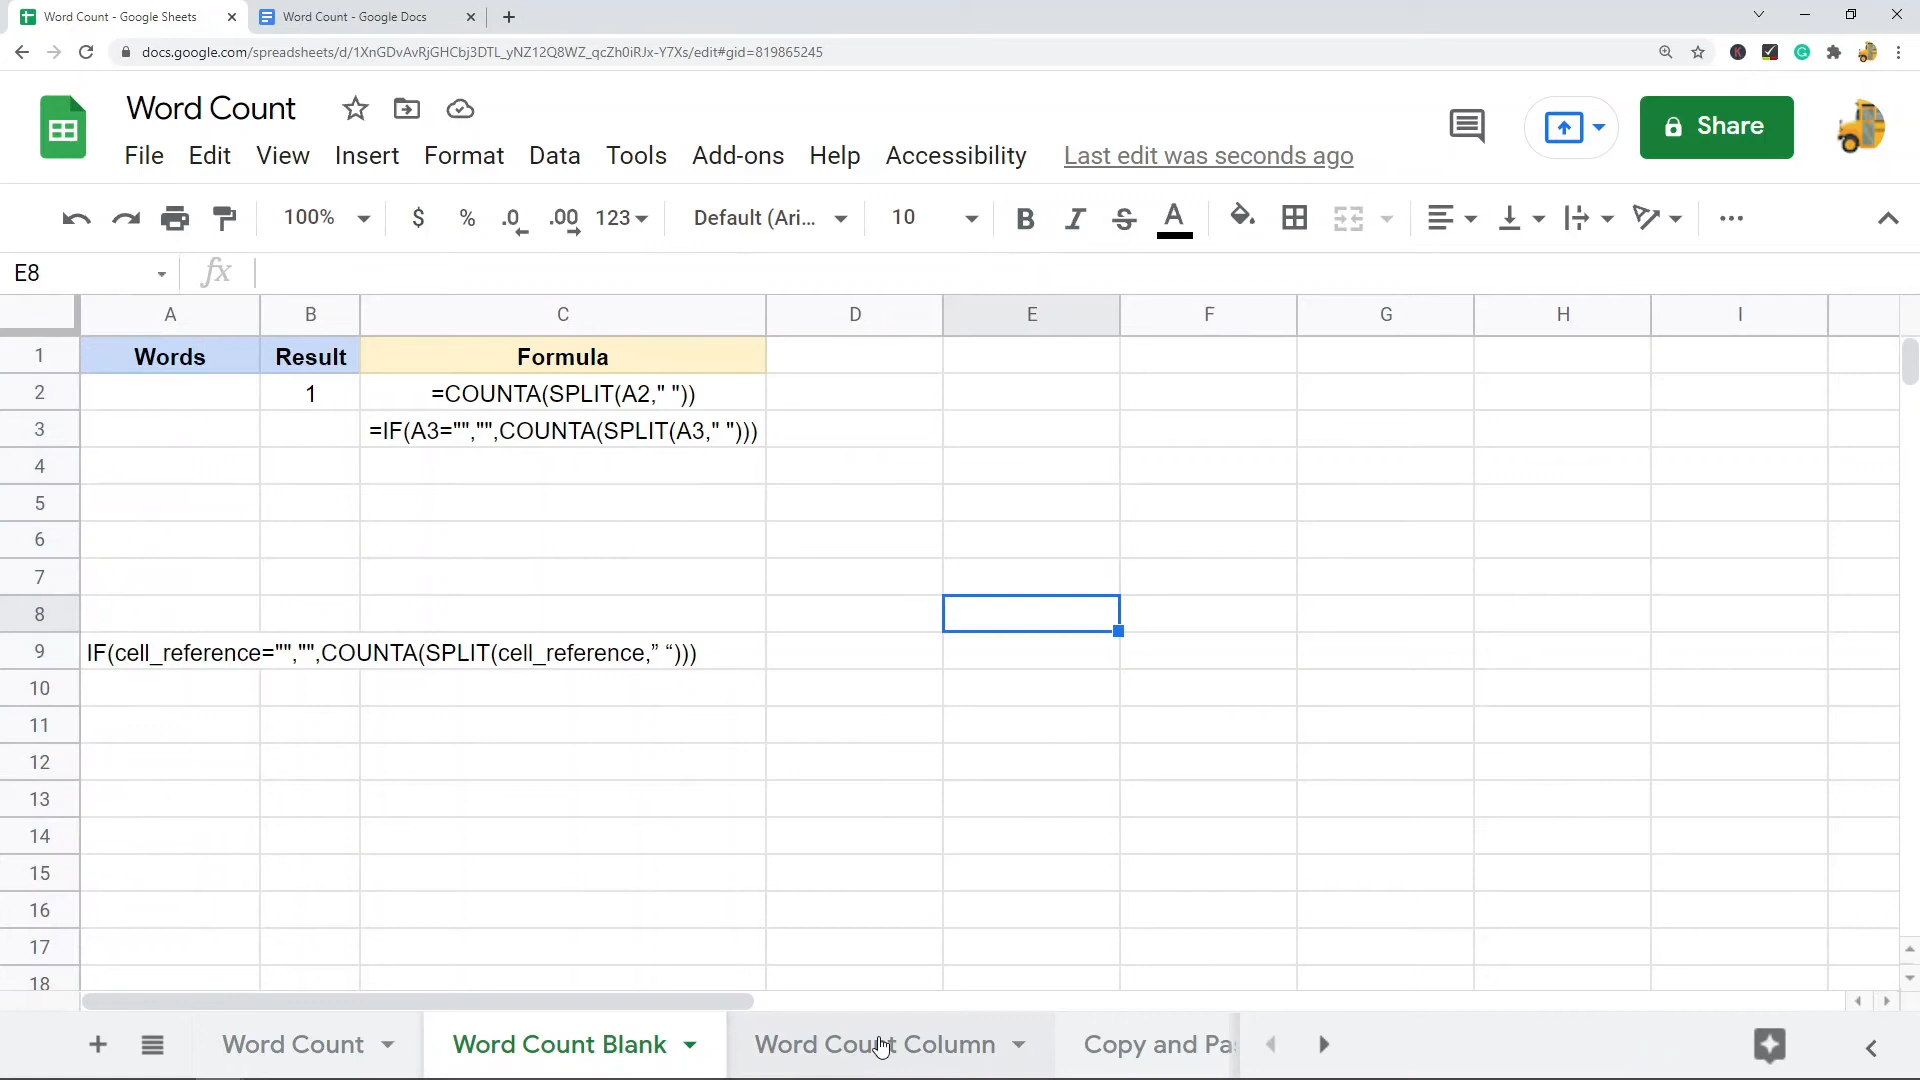 Word Count - Google Sheets
Word Count - Google Docs
docs.google.com/spreadsheets/d/1XnGDvAvRjGHCbj3DTL_yNZ12Q8WZ_qcZh0iRJx-Y7Xs/edit#gid=819865245
Word Count
Share
File Edit View Insert Format Data Tools Add-ons Help Accessibility Last edit was seconds ago
100% $ % .0 .00 123 Default (Ari... 10 B I S A
E8 fx
A B C D E F G H I
1 Words Result Formula
2 1 =COUNTA(SPLIT(A2," "))
3 =IF(A3="","",COUNTA(SPLIT(A3," ")))
4
5
6
7
8
9 IF(cell_reference="","",COUNTA(SPLIT(cell_reference,” “)))
10
11
12
13
14
15
16
17
18
Word Count Word Count Blank Word Count Column Copy and Pa